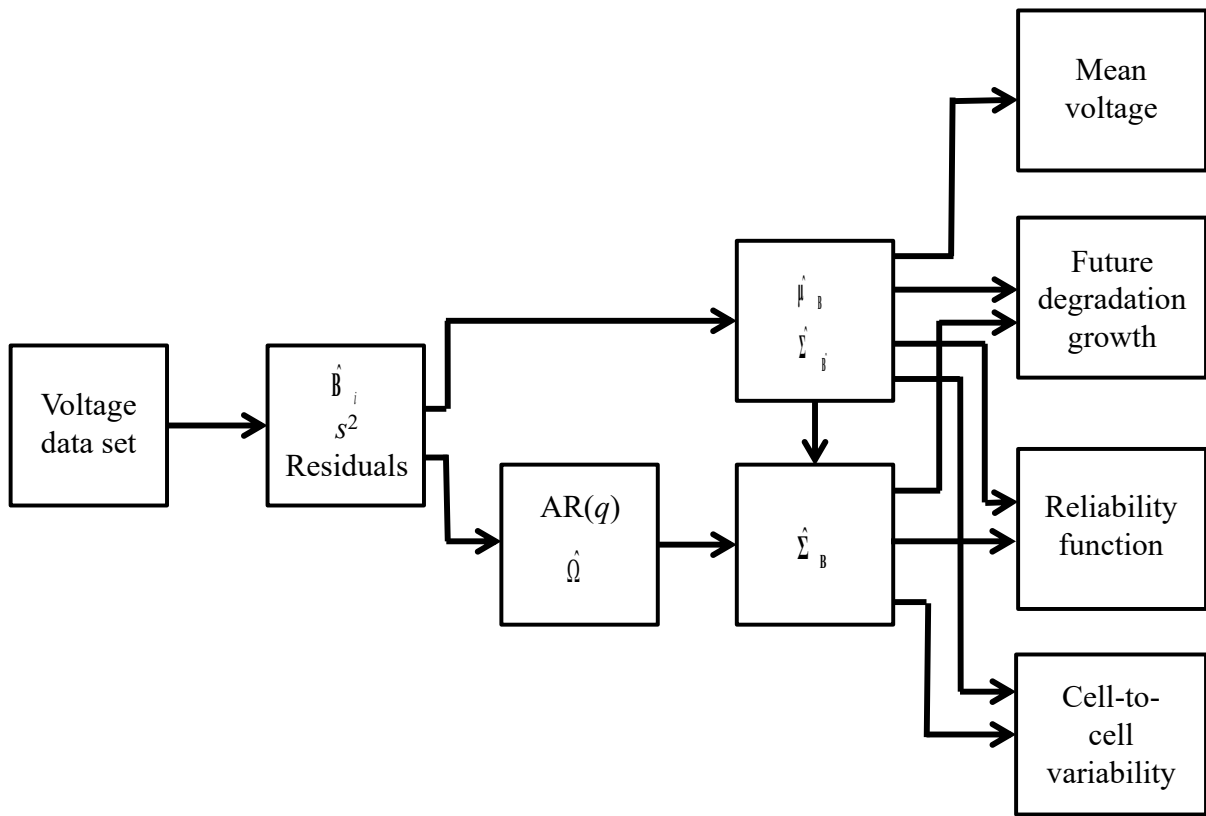 Voltage
data set
B̂ i
s²
Residuals
AR(q)
Ω̂
μ̂ B
Σ̂ B̂
Σ̂ B
Mean
voltage
Future
degradation
growth
Reliability
function
Cell-to-
cell
variability